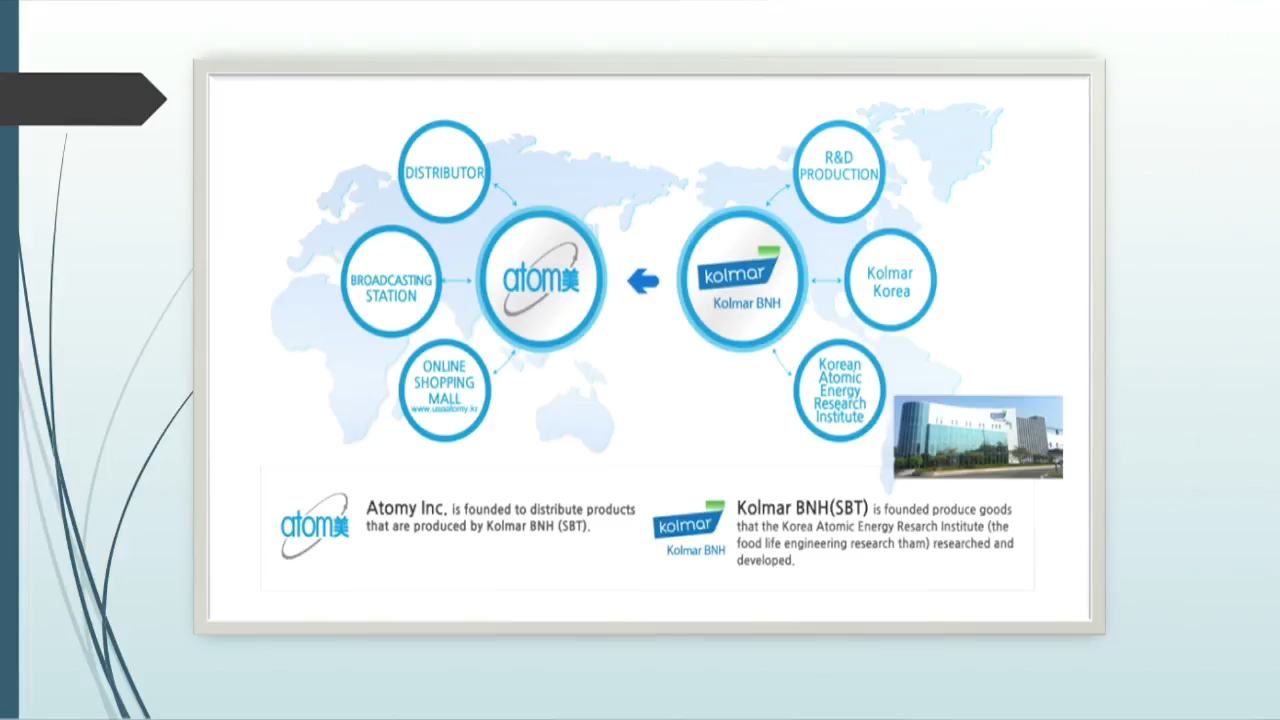 DISTRIBUTOR
BROADCASTING
STATION
ONLINE
SHOPPING
MALL
www.ussatomy.kr
atom美
kolmar
Kolmar BNH
R&D
PRODUCTION
Kolmar
Korea
Korean
Atomic
Energy
Research
Institute
atom美
Atomy Inc. is founded to distribute products
that are produced by Kolmar BNH (SBT).
kolmar
Kolmar BNH
Kolmar BNH(SBT) is founded produce goods
that the Korea Atomic Energy Resarch Institute (the
food life engineering research tham) researched and
developed.